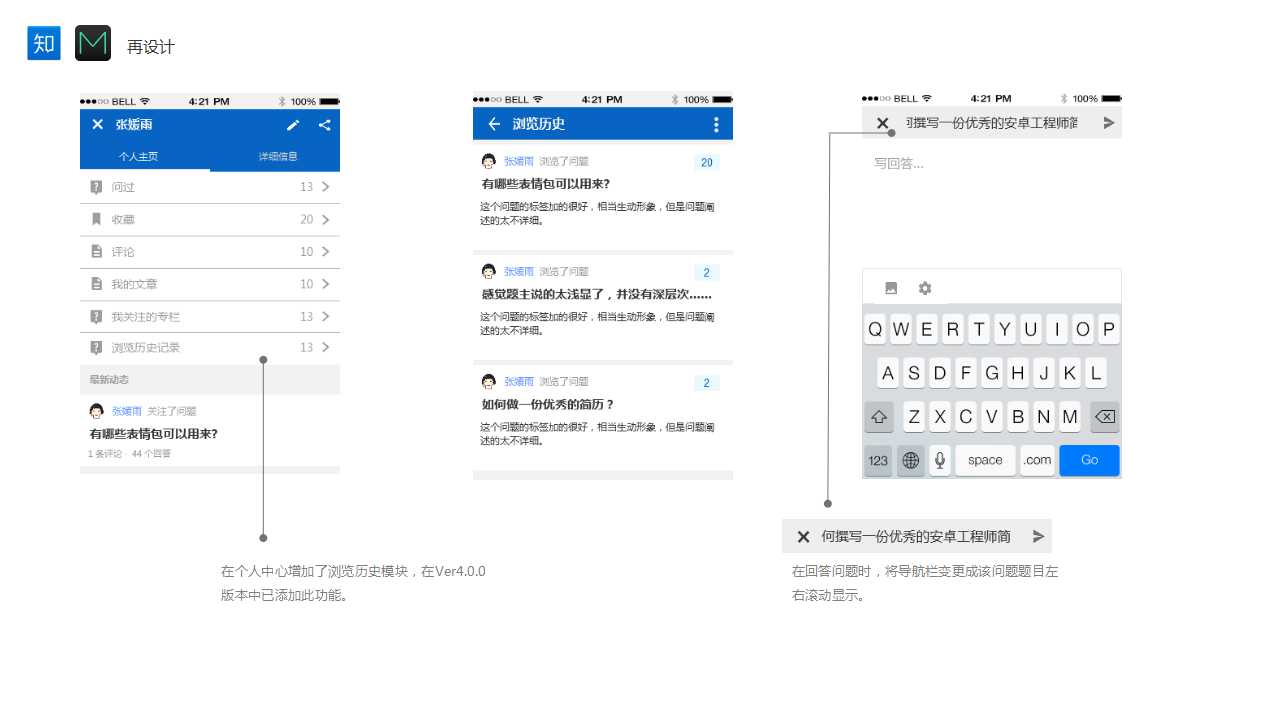 知
再设计
BELL
4:21 PM
100%
张媛雨
个人主页
详细信息
问过
13
收藏
20
评论
10
我的文章
10
我关注的专栏
13
浏览历史记录
13
最新动态
张媛雨 关注了问题
有哪些表情包可以用来?
1 条评论 · 44 个回答
BELL
4:21 PM
100%
浏览历史
张媛雨 浏览了问题
20
有哪些表情包可以用来?
这个问题的标签加的很好，相当生动形象，但是问题阐
述的太不详细。
张媛雨 浏览了问题
2
感觉题主说的太浅显了，并没有深层次......
这个问题的标签加的很好，相当生动形象，但是问题阐
述的太不详细。
张媛雨 浏览了问题
2
如何做一份优秀的简历？
这个问题的标签加的很好，相当生动形象，但是问题阐
述的太不详细。
BELL
4:21 PM
100%
何撰写一份优秀的安卓工程师简
写回答...
Q W E R T Y U I O P
A S D F G H J K L
Z X C V B N M
123
space
.com
Go
何撰写一份优秀的安卓工程师简
在个人中心增加了浏览历史模块，在Ver4.0.0
版本中已添加此功能。
在回答问题时，将导航栏变更成该问题题目左
右滚动显示。